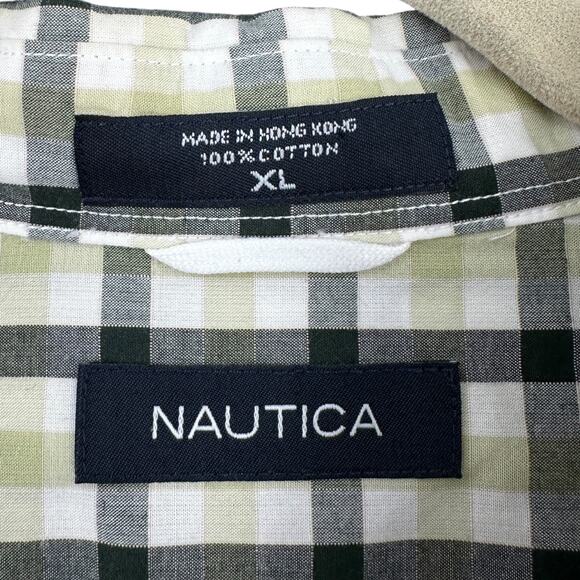 MADE IN HONG KONG
100% COTTON
XL
NAUTICA